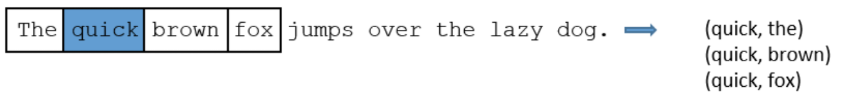 The quick brown fox jumps over the lazy dog.
(quick, the)
(quick, brown)
(quick, fox)